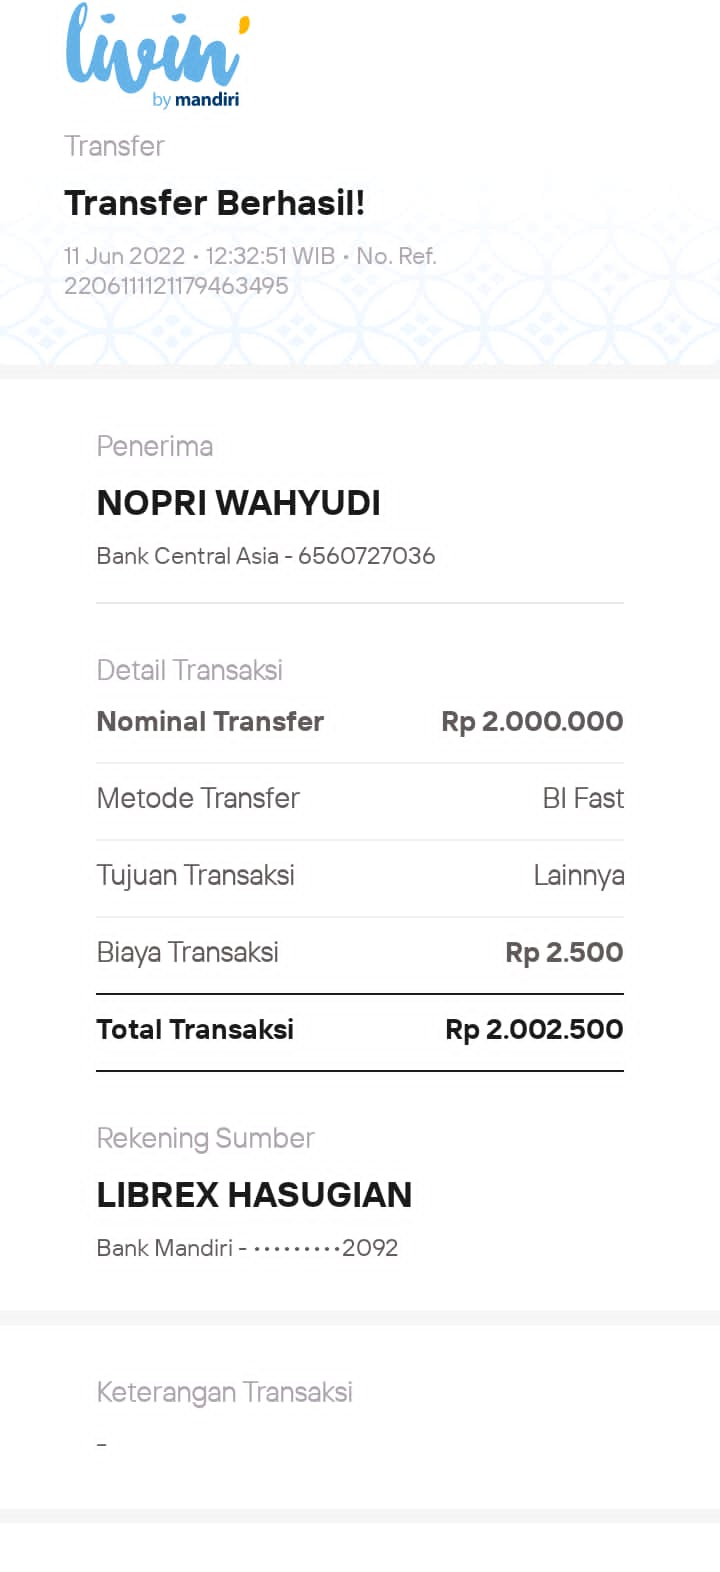 livin'
by mandiri
Transfer
Transfer Berhasil!
11 Jun 2022 • 12:32:51 WIB • No. Ref.
2206111121179463495
Penerima
NOPRI WAHYUDI
Bank Central Asia - 6560727036
Detail Transaksi
Nominal Transfer Rp 2.000.000
Metode Transfer BI Fast
Tujuan Transaksi Lainnya
Biaya Transaksi Rp 2.500
Total Transaksi Rp 2.002.500
Rekening Sumber
LIBREX HASUGIAN
Bank Mandiri - •••••••••2092
Keterangan Transaksi
-